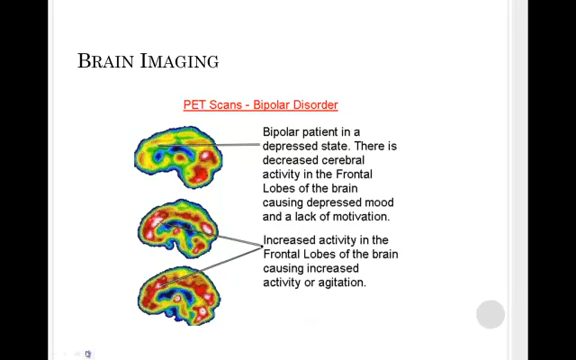 BRAIN IMAGING
PET Scans - Bipolar Disorder
Bipolar patient in a
depressed state. There is
decreased cerebral
activity in the Frontal
Lobes of the brain
causing depressed mood
and a lack of motivation.
Increased activity in the
Frontal Lobes of the brain
causing increased
activity or agitation.